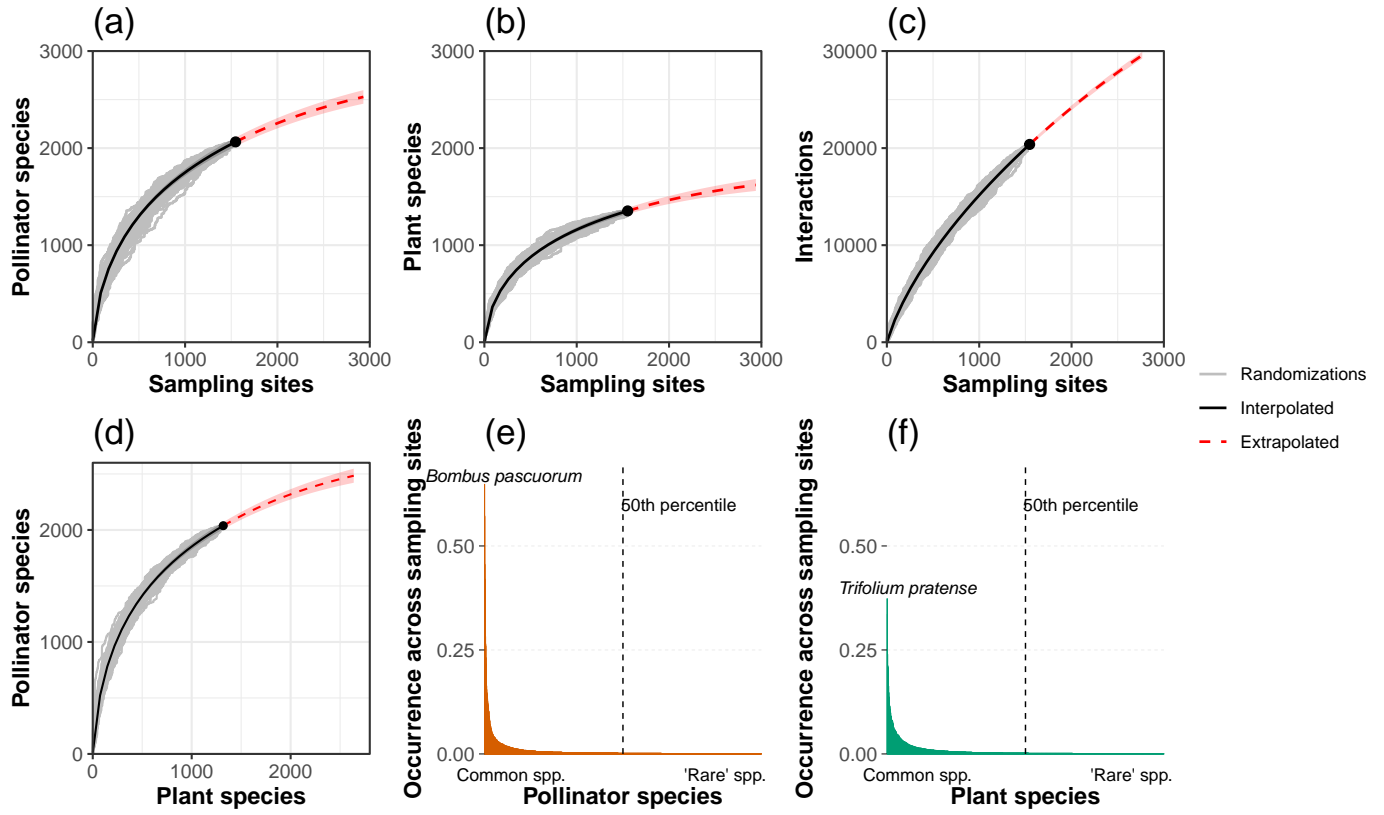 (a)
3000
2000
1000
0
0 1000 2000 3000
Pollinator species
Sampling sites
(b)
3000
2000
1000
0
0 1000 2000 3000
Plant species
Sampling sites
(c)
30000
20000
10000
0
0 1000 2000 3000
Interactions
Sampling sites
Randomizations
Interpolated
Extrapolated
(d)
2000
1000
0
0 1000 2000
Pollinator species
Plant species
(e)
Occurrence across sampling sites
Bombus pascuorum
50th percentile
0.50
0.25
0.00
Common spp. 'Rare' spp.
Pollinator species
(f)
Occurrence across sampling sites
50th percentile
0.50
Trifolium pratense
0.25
0.00
Common spp. 'Rare' spp.
Plant species